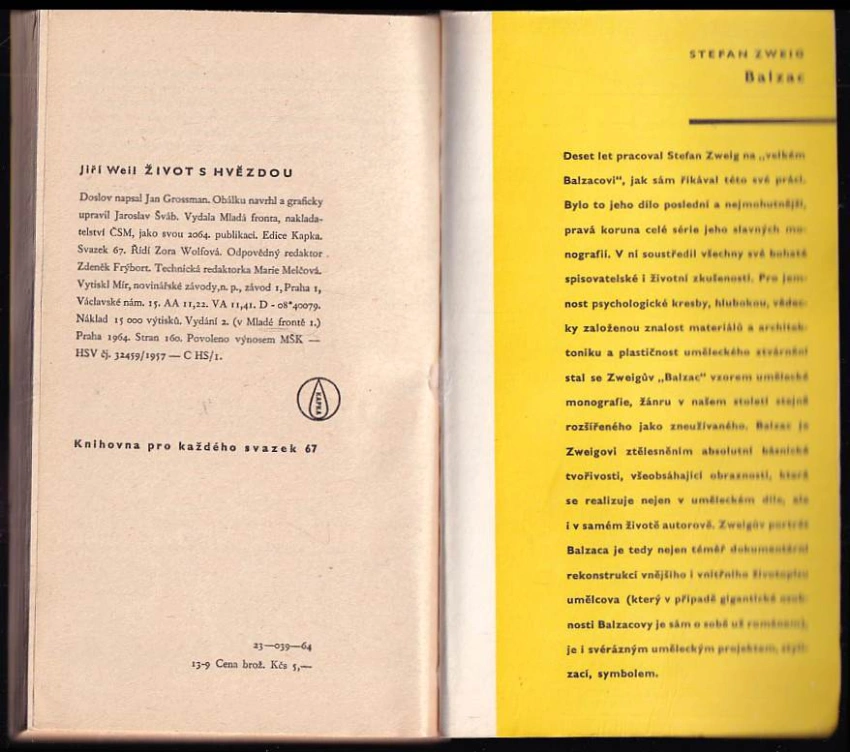 Jiří Weil ŽIVOT S HVĚZDOU
Doslov napsal Jan Grossman. Obálku navrhl a graficky
upravil Jaroslav Šváb. Vydala Mladá fronta, naklada-
telství ČSM, jako svou 2064. publikaci. Edice Kapka.
Svazek 67. Řídí Zora Wolfová. Odpovědný redaktor
Zdeněk Frýbort. Technická redaktorka Marie Melčová.
Vytiskl Mír, novinářské závody, n. p., závod 1, Praha 1,
Václavské nám. 15. AA 11,22. VA 11,41. D - 08*40079.
Náklad 15 000 výtisků. Vydání 2. (v Mladé frontě 1.)
Praha 1964. Stran 160. Povoleno výnosem MŠK —
HSV čj. 32459/1957 — C HS/1.
KAPKA
Knihovna pro každého svazek 67
23—039—64
13-9 Cena brož. Kčs 5,—
STEFAN ZWEIG
Balzac
Deset let pracoval Stefan Zweig na „velkém
Balzacovi“, jak sám říkával této své práci.
Bylo to jeho dílo poslední a nejmohutnější,
pravá koruna celé série jeho slavných mo-
nografií. V ní soustředil všechny své bohaté
spisovatelské i životní zkušenosti. Pro jem-
nost psychologické kresby, hlubokou, vědec-
ky založenou znalost materiálů a architek-
toniku a plastičnost uměleckého ztvárnění
stal se Zweigův „Balzac“ vzorem umělecké
monografie, žánru v našem století stejně
rozšířeného jako zneužívaného. Balzac je
Zweigovi ztělesněním absolutní básnické
tvořivosti, všeobsáhající obraznosti, která
se realizuje nejen v uměleckém díle, ale
i v samém životě autorově. Zweigův portrét
Balzaca je tedy nejen téměř dokumentární
rekonstrukcí vnějšího i vnitřního životopisu
umělcova (který v případě gigantické osob-
nosti Balzacovy je sám o sobě už románem),
je i svérázným uměleckým projektem, styli-
zací, symbolem.